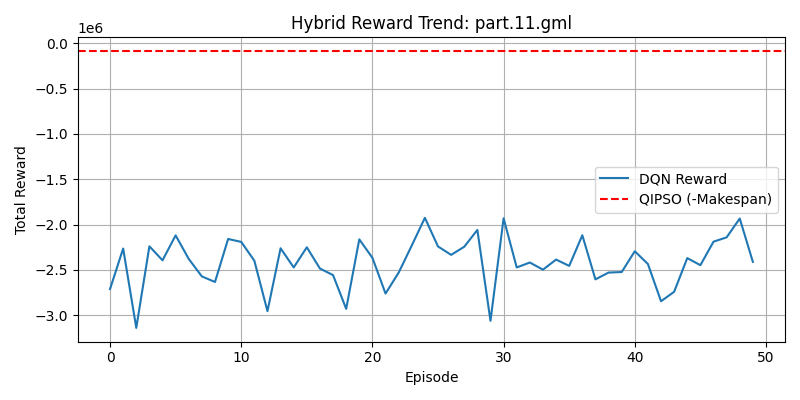 Hybrid Reward Trend: part.11.gml
1e6
0.0
−0.5
−1.0
−1.5
−2.0
−2.5
−3.0
Total Reward
DQN Reward
QIPSO (-Makespan)
0 10 20 30 40 50
Episode